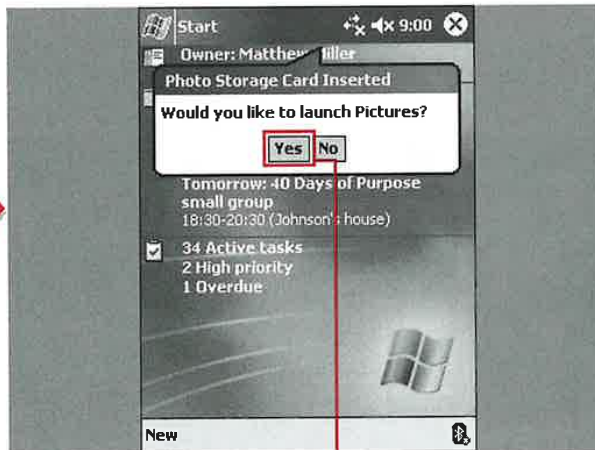 Start 9:00
Owner: Matthew Miller
Photo Storage Card Inserted
Would you like to launch Pictures?
Yes No
Tomorrow: 40 Days of Purpose
small group
18:30-20:30 (Johnson's house)
34 Active tasks
2 High priority
1 Overdue
New